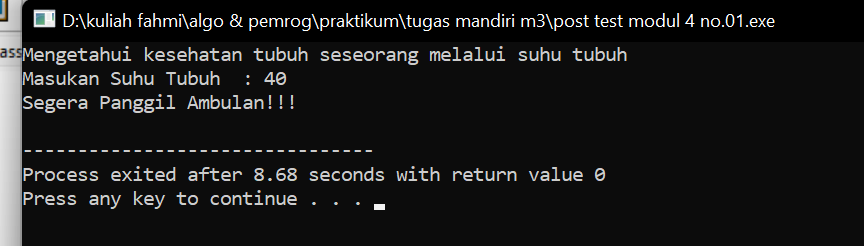 D:\kuliah fahmi\algo & pemrog\praktikum\tugas mandiri m3\post test modul 4 no.01.exe
ass
Mengetahui kesehatan tubuh seseorang melalui suhu tubuh
Masukan Suhu Tubuh  : 40
Segera Panggil Ambulan!!!
--------------------------------
Process exited after 8.68 seconds with return value 0
Press any key to continue . . .